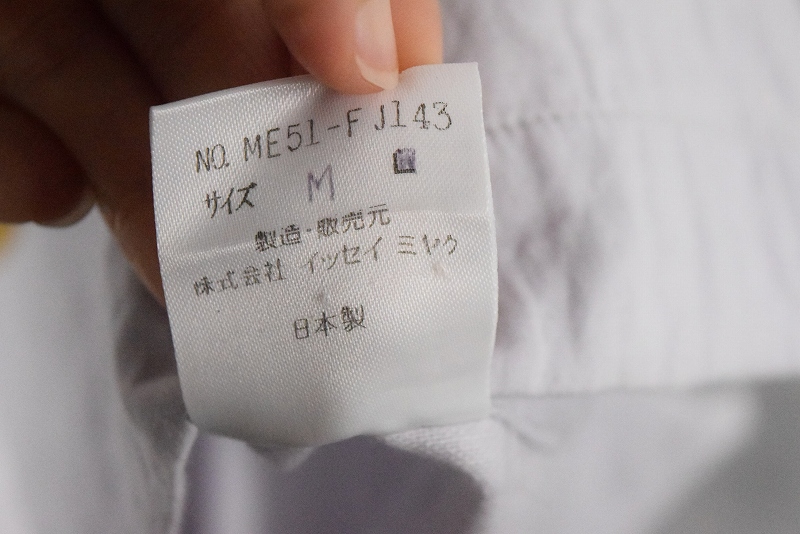 NO. ME51-FJ143
サイズ M
製造・販売元
株式会社 イッセイ ミヤケ
日本製